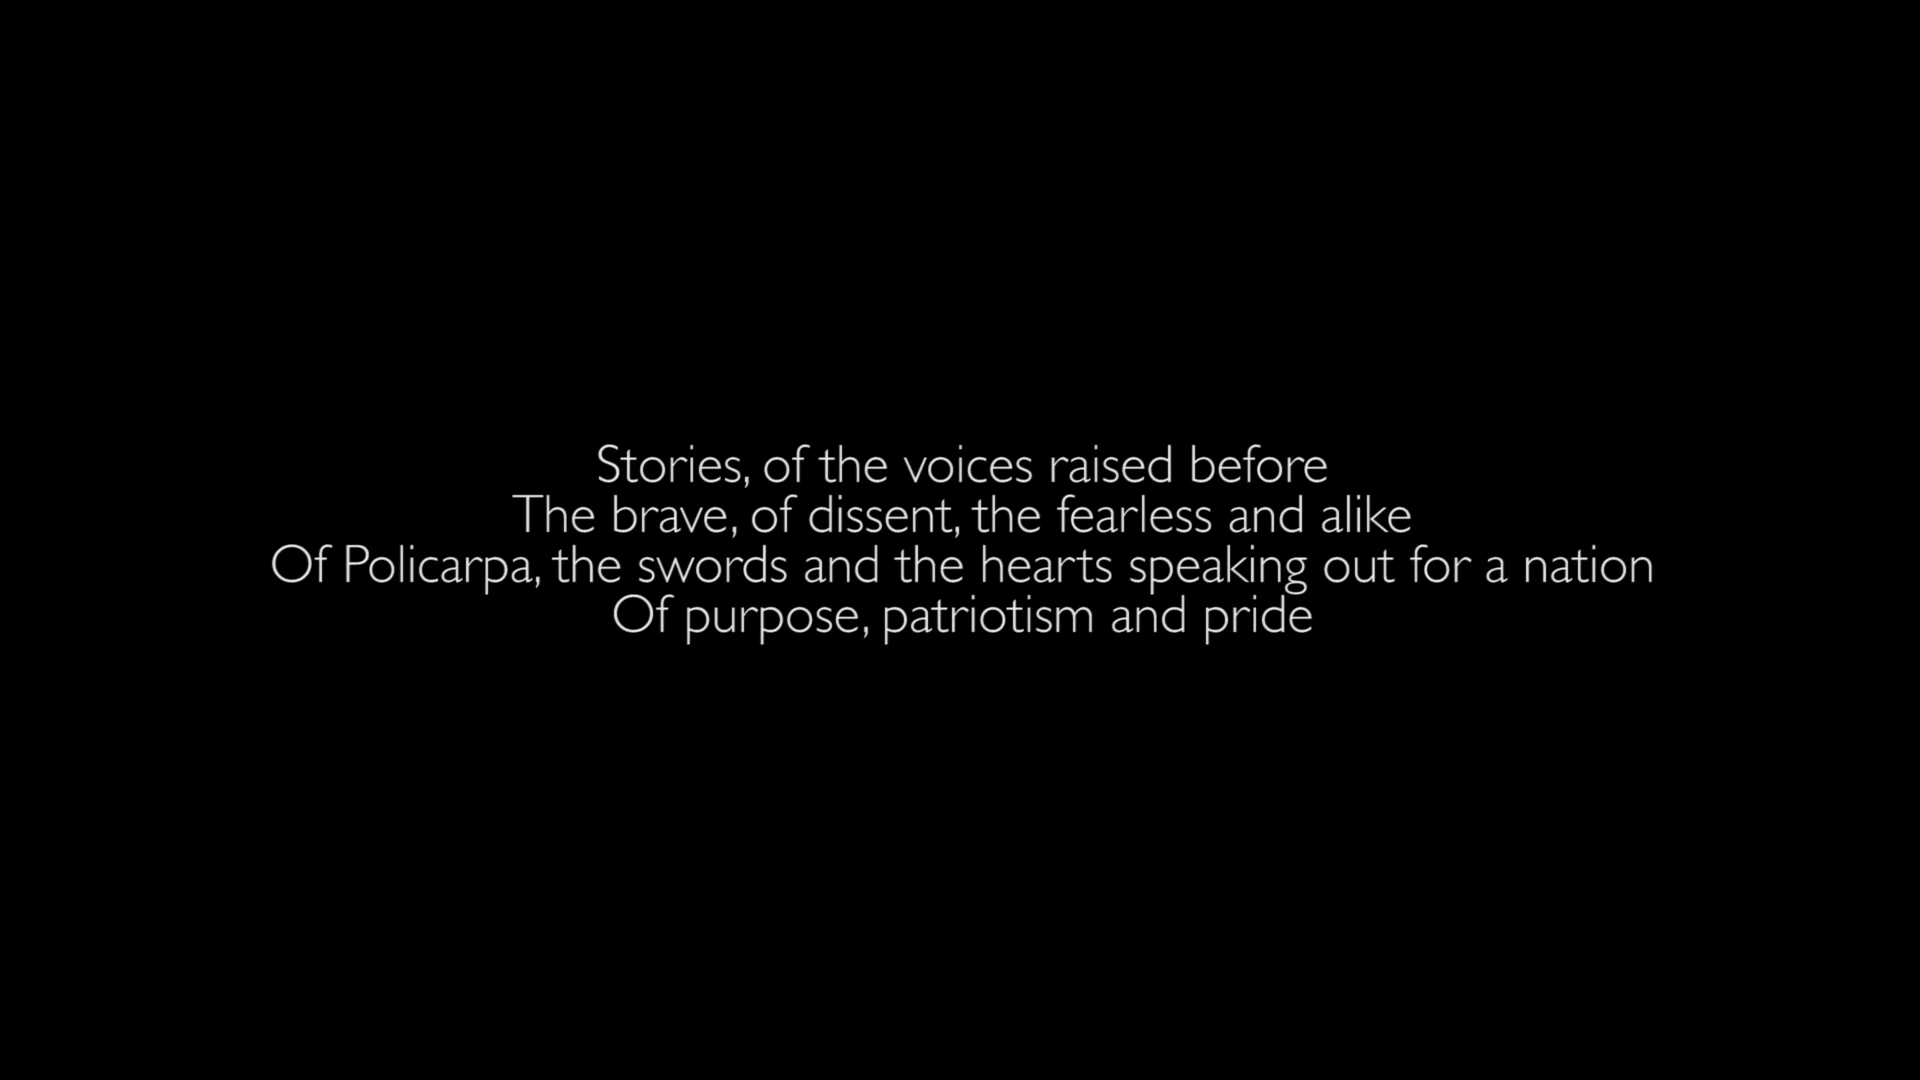 Stories, of the voices raised before
The brave, of dissent, the fearless and alike
Of Policarpa, the swords and the hearts speaking out for a nation
Of purpose, patriotism and pride